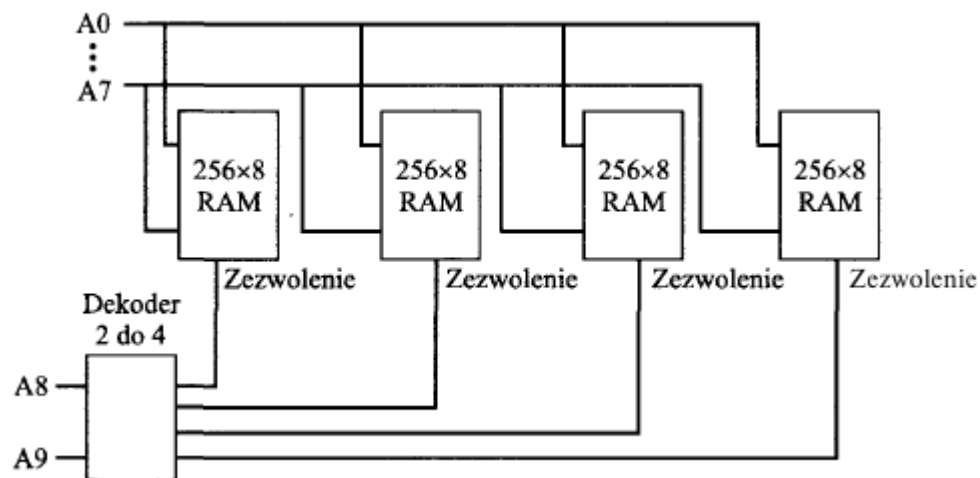 A0
⋮
A7
256×8
RAM
256×8
RAM
256×8
RAM
256×8
RAM
Zezwolenie
Zezwolenie
Zezwolenie
Zezwolenie
Dekoder
2 do 4
A8
A9